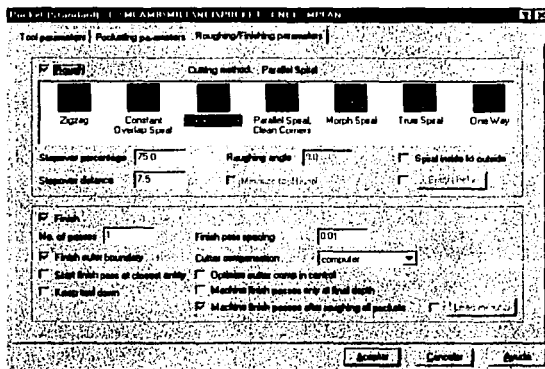 Pocket (Standard)
Tool parameters Pocketing parameters Roughing/Finishing parameters
Rough Cutting method: Parallel Spiral
Zigzag Constant Overlap Spiral Parallel Spiral, Clean Corners Morph Spiral True Spiral One Way
Stepover percentage 75.0 Roughing angle 0.0 Spiral inside to outside
Stepover distance 7.5
Finish
No. of passes 1 Finish pass spacing 0.01
Finish outer boundary Cutter compensation computer
Start finish pass at closest entity Optimize cutter comp in control
Keep tool down Machine finish passes only at final depth
Machine finish passes after roughing all pockets
Aceptar Cancelar Ayuda